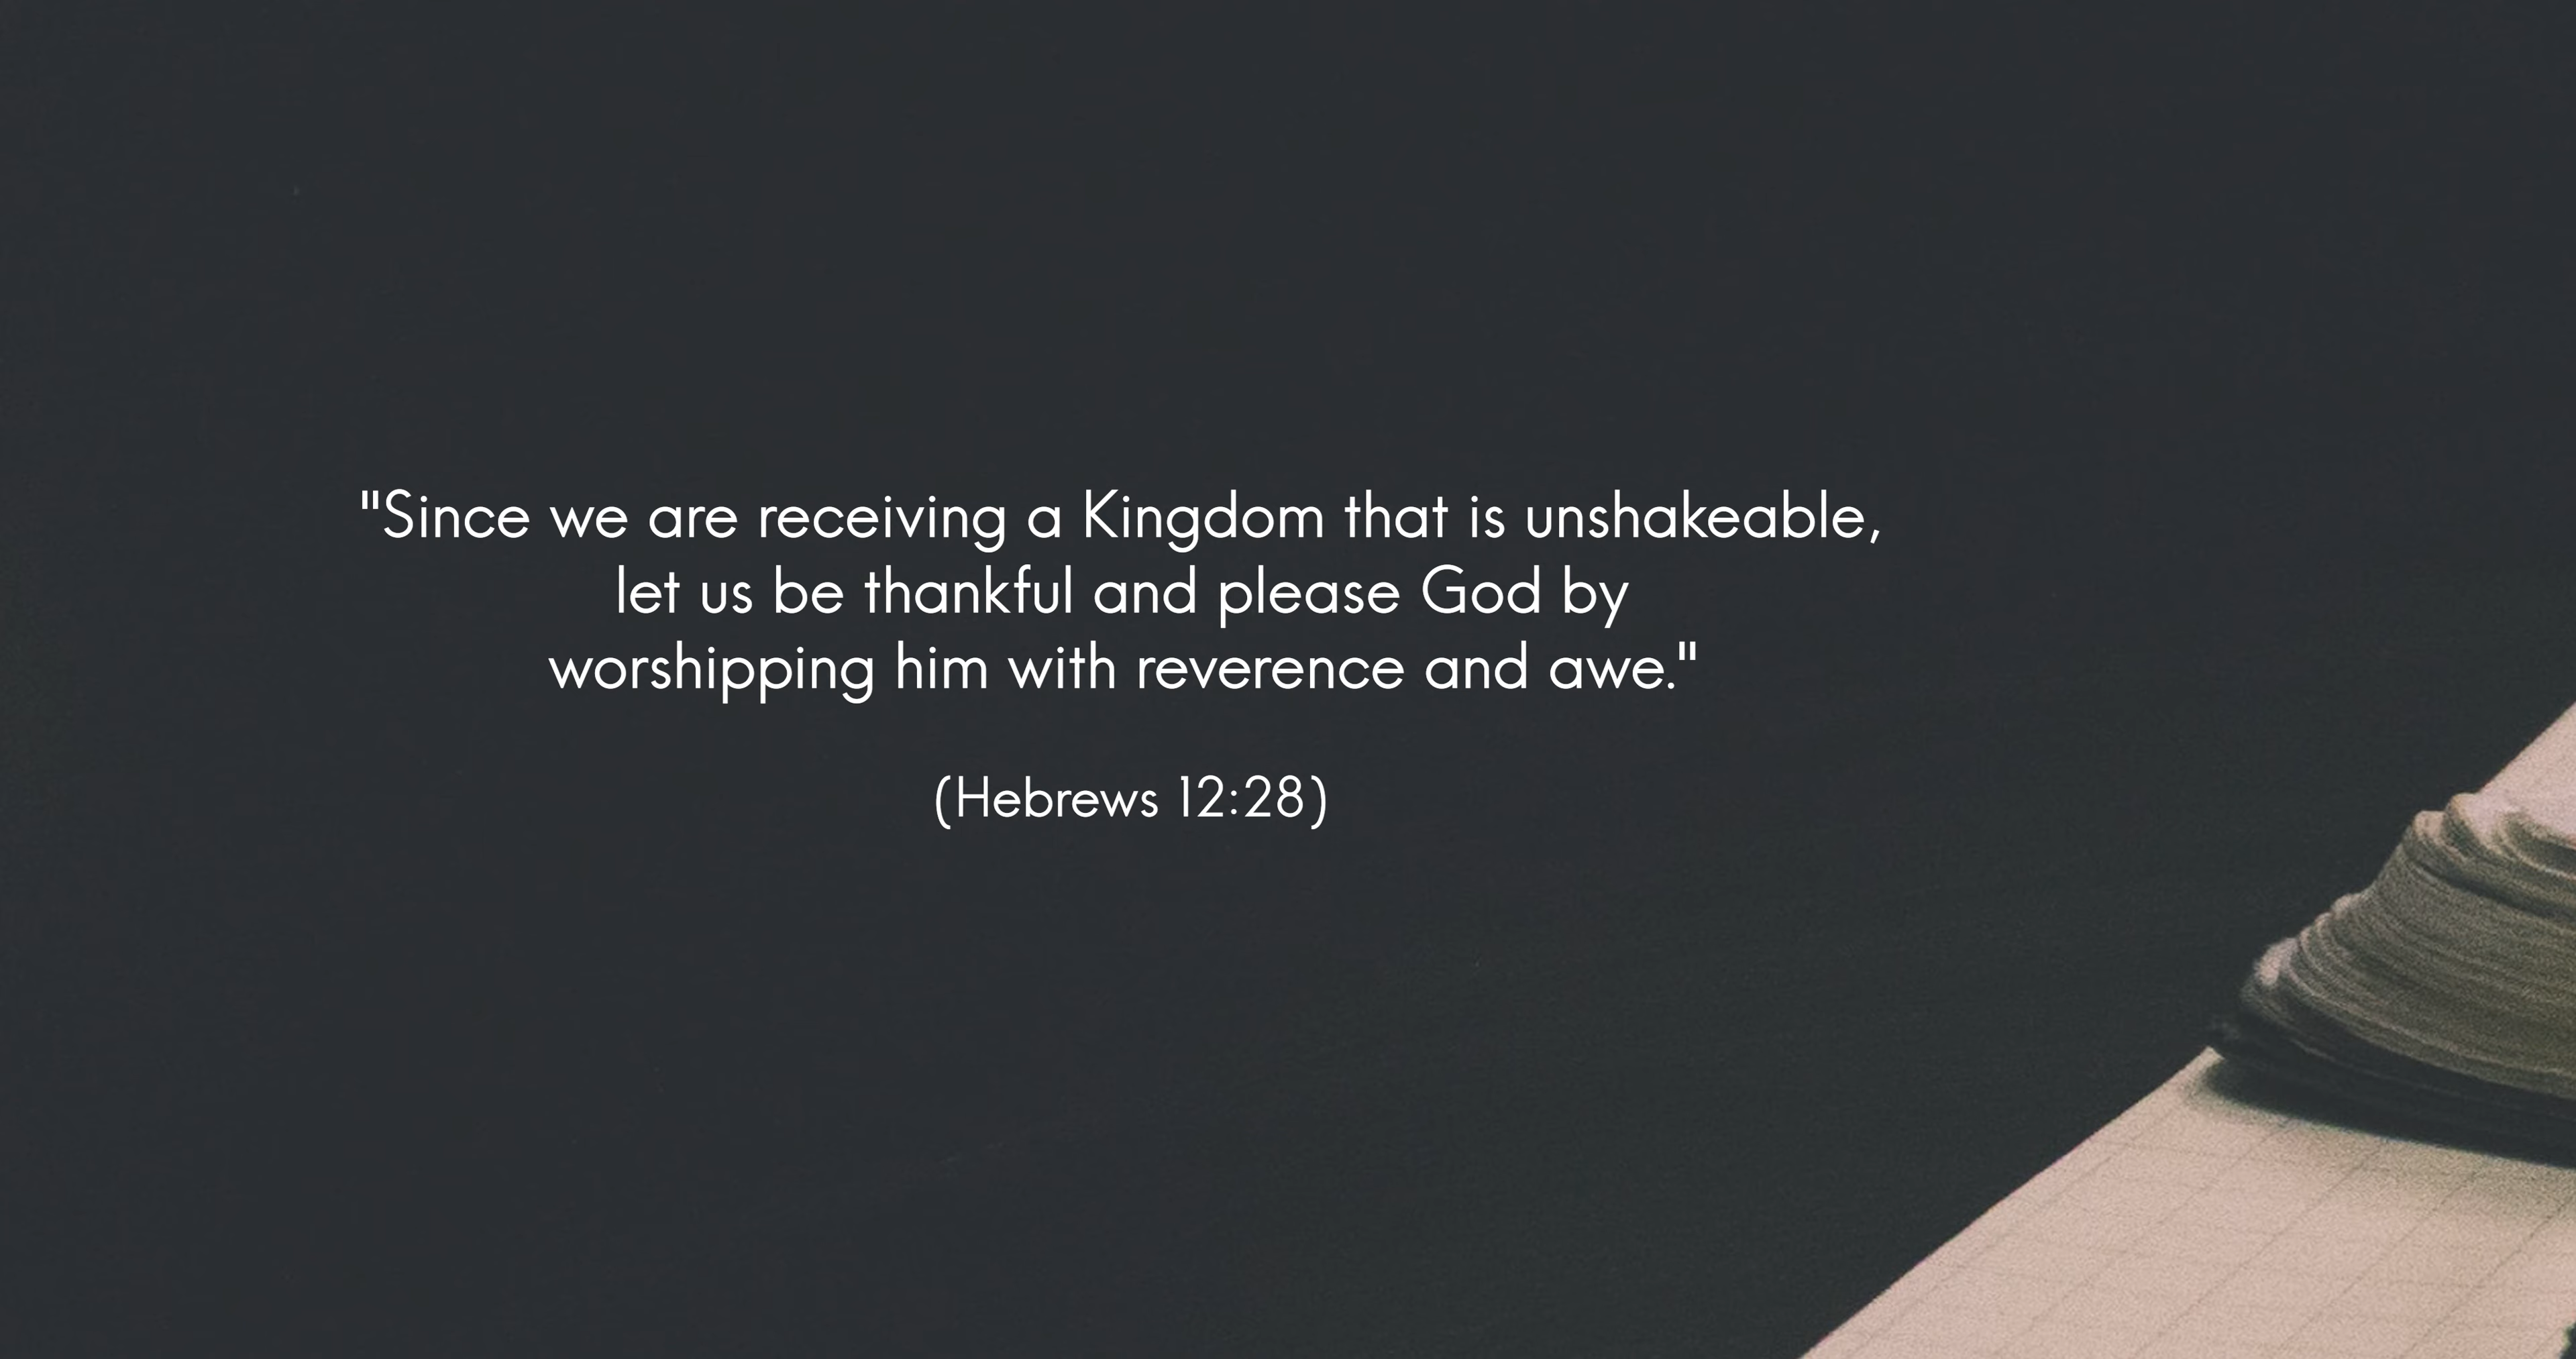 "Since we are receiving a Kingdom that is unshakeable,
let us be thankful and please God by
worshipping him with reverence and awe."
(Hebrews 12:28)